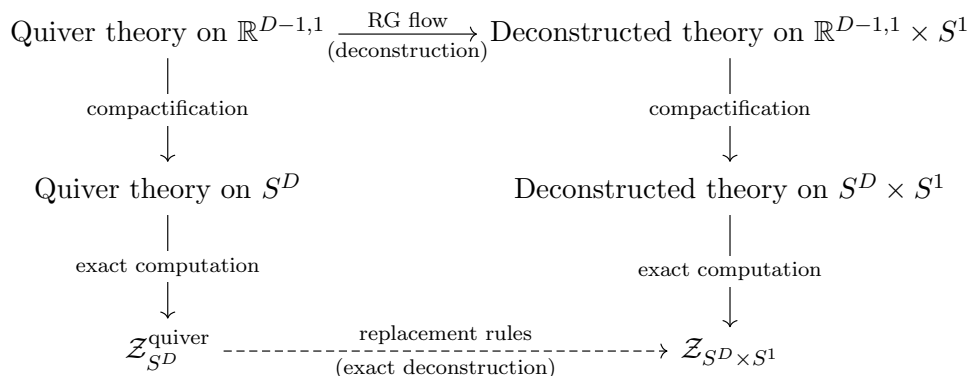 Quiver theory on ℝ^{D−1,1} RG flow (deconstruction) Deconstructed theory on ℝ^{D−1,1} × S^1
compactification compactification
Quiver theory on S^D Deconstructed theory on S^D × S^1
exact computation exact computation
𝒵^{quiver}_{S^D} replacement rules (exact deconstruction) 𝒵_{S^D×S^1}